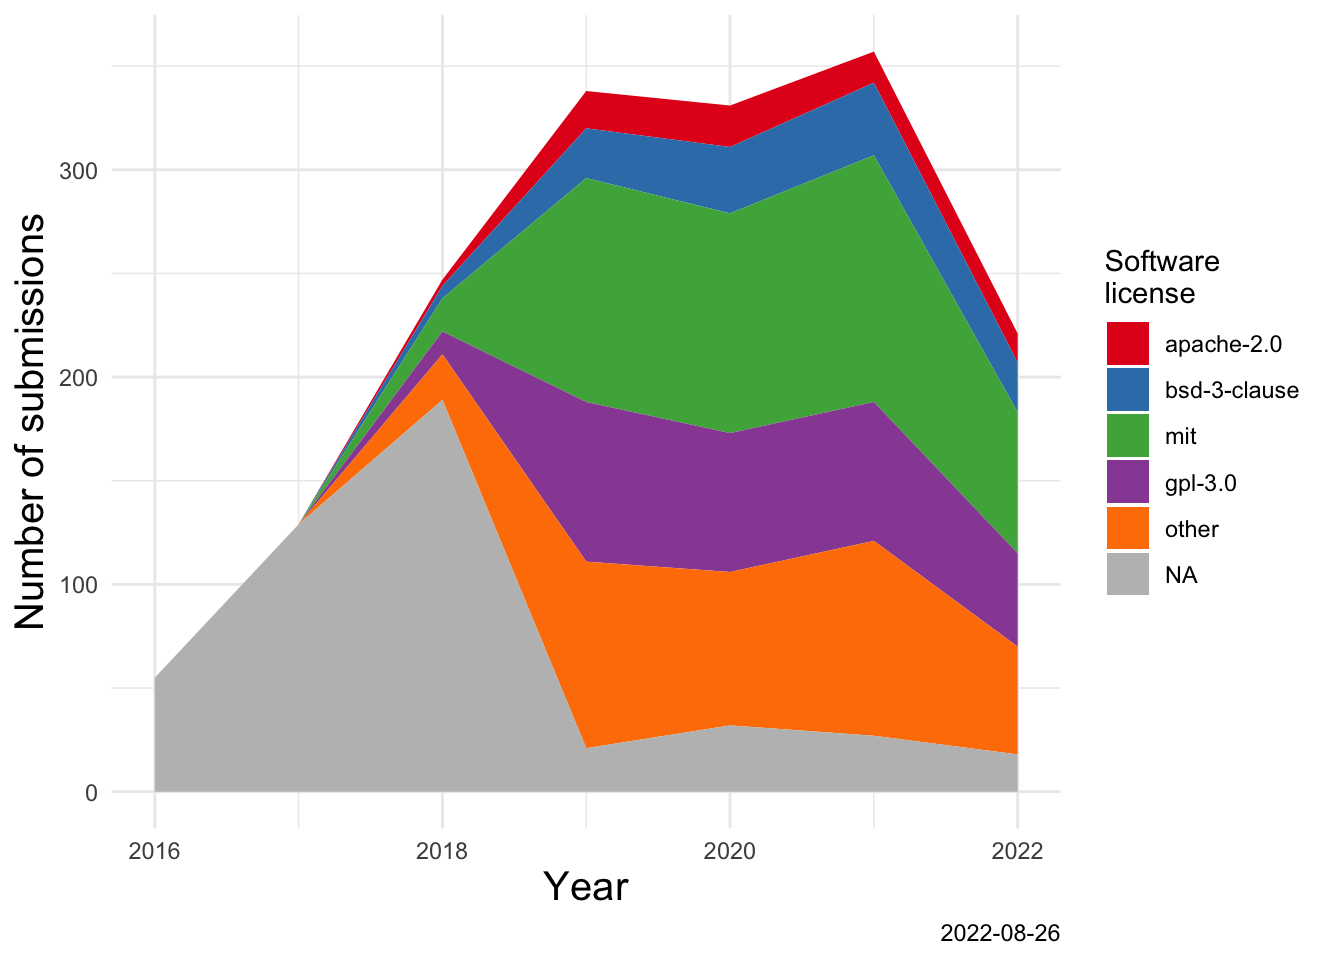 Number of submissions
300
200
100
0
2016
2018
2020
2022
Year
2022-08-26
Software
license
apache-2.0
bsd-3-clause
mit
gpl-3.0
other
NA